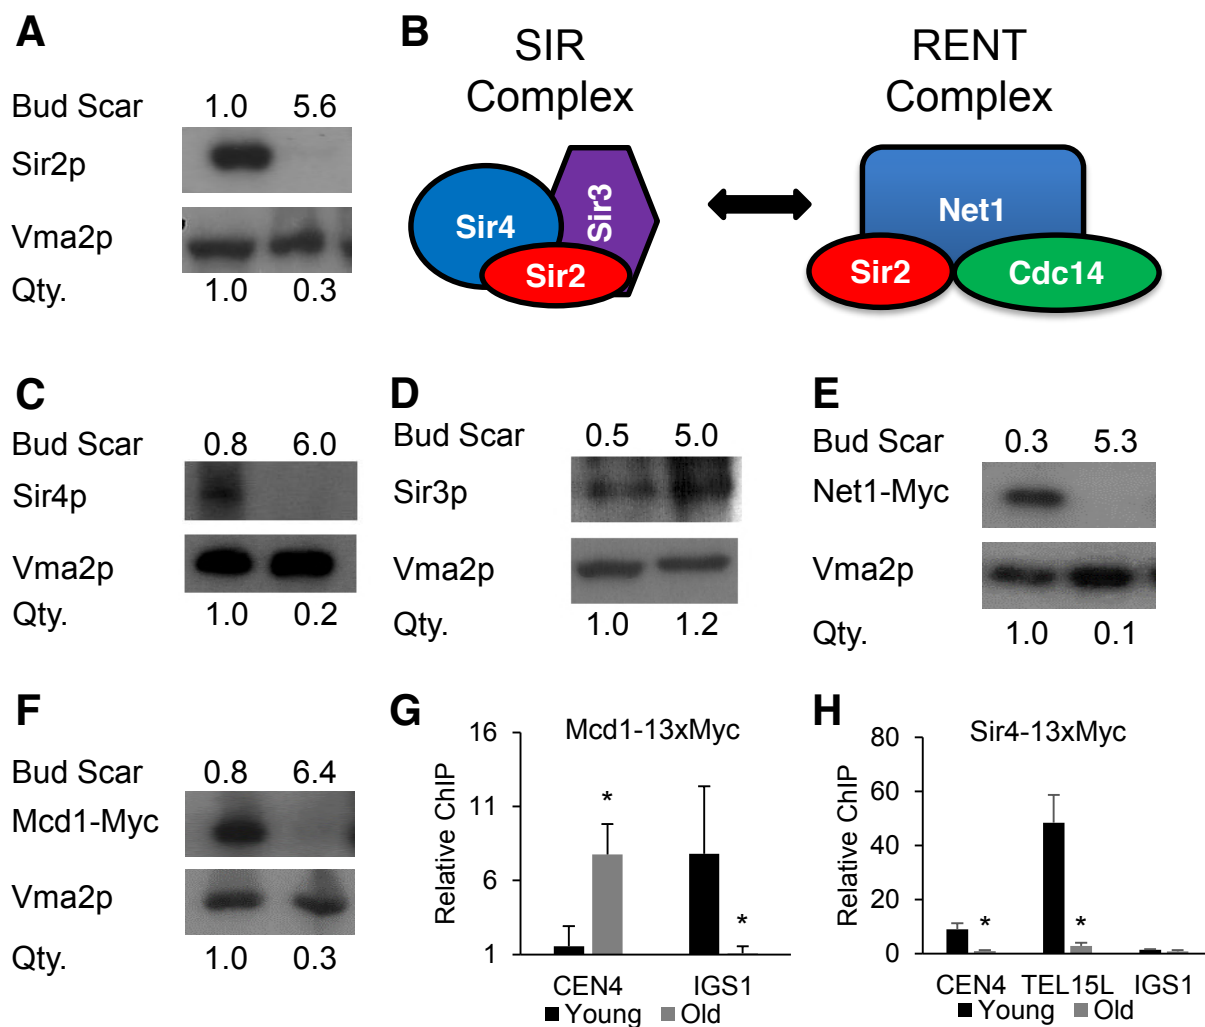 A
Bud Scar 1.0 5.6
Sir2p
Vma2p
Qty. 1.0 0.3
B
SIR
Complex
Sir4
Sir3
Sir2
RENT
Complex
Net1
Sir2
Cdc14
C
Bud Scar 0.8 6.0
Sir4p
Vma2p
Qty. 1.0 0.2
D
Bud Scar 0.5 5.0
Sir3p
Vma2p
Qty. 1.0 1.2
E
Bud Scar 0.3 5.3
Net1-Myc
Vma2p
Qty. 1.0 0.1
F
Bud Scar 0.8 6.4
Mcd1-Myc
Vma2p
Qty. 1.0 0.3
G
Mcd1-13xMyc
Relative ChIP
16
11
6
1
*
*
CEN4 IGS1
Young Old
H
Sir4-13xMyc
Relative ChIP
80
60
40
20
0
* *
CEN4 TEL15L IGS1
Young Old